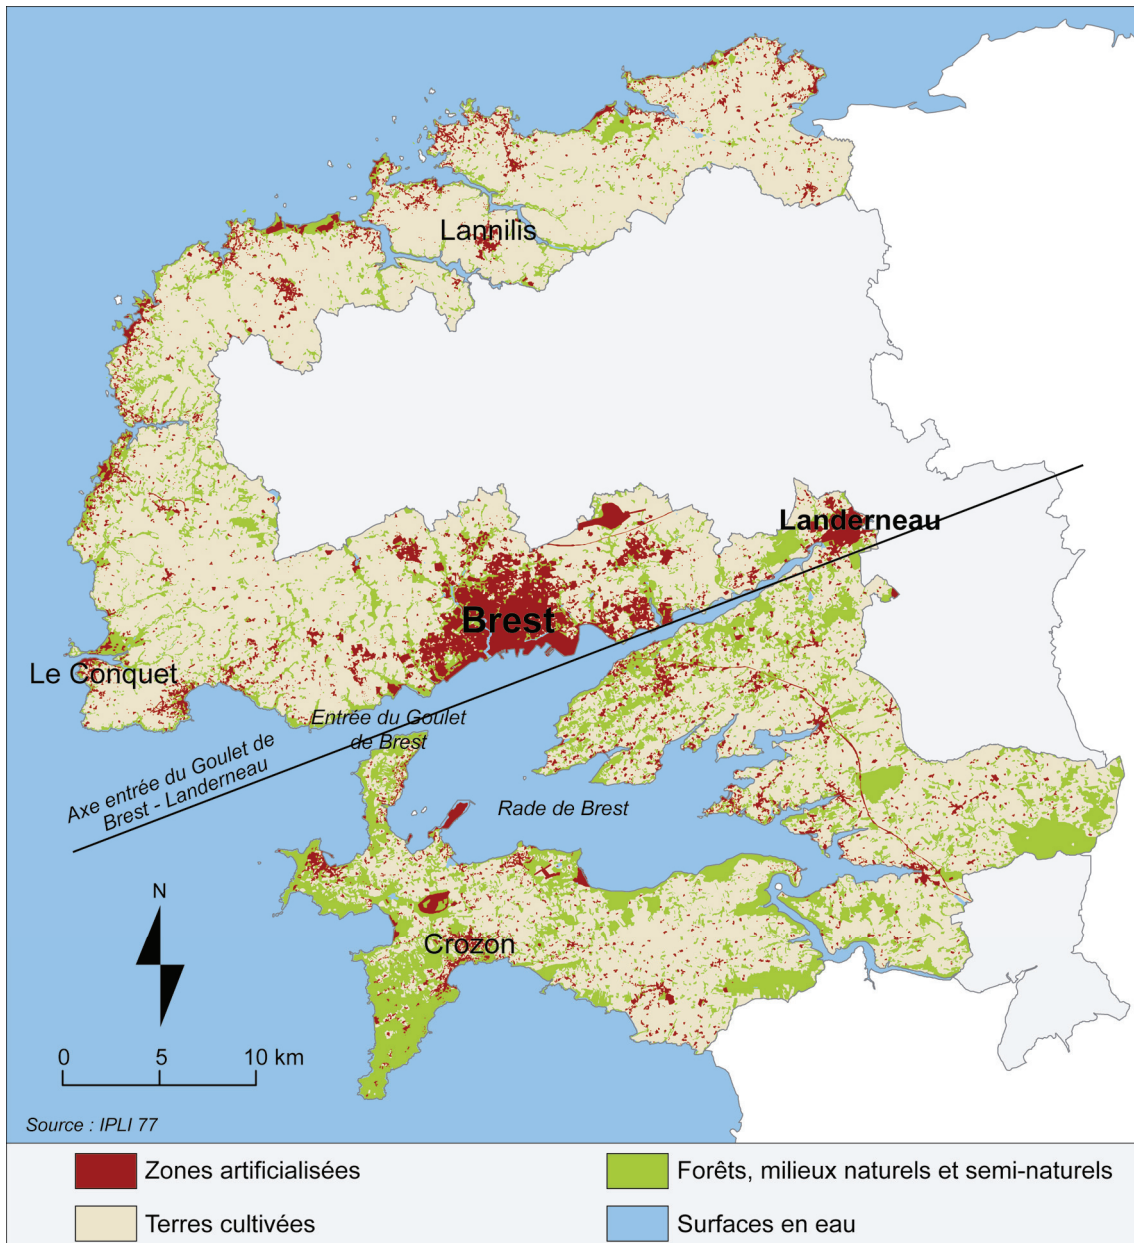 Lannilis
Landerneau
Brest
Le Conquet
Entrée du Goulet
de Brest
Axe entrée du Goulet de
Brest - Landerneau
Rade de Brest
N
Crozon
0 5 10 km
Source : IPLI 77
Zones artificialisées
Forêts, milieux naturels et semi-naturels
Terres cultivées
Surfaces en eau